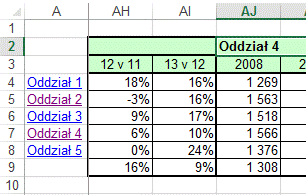 A AH AI AJ
1
2 Oddział 4
3 12 v 11 13 v 12 2008
4 Oddział 1 18% 16% 1 269
5 Oddział 2 -3% 16% 1 563
6 Oddział 3 9% 17% 1 518
7 Oddział 4 6% 10% 1 566
8 Oddział 5 0% 24% 1 376
9 16% 9% 1 308
10